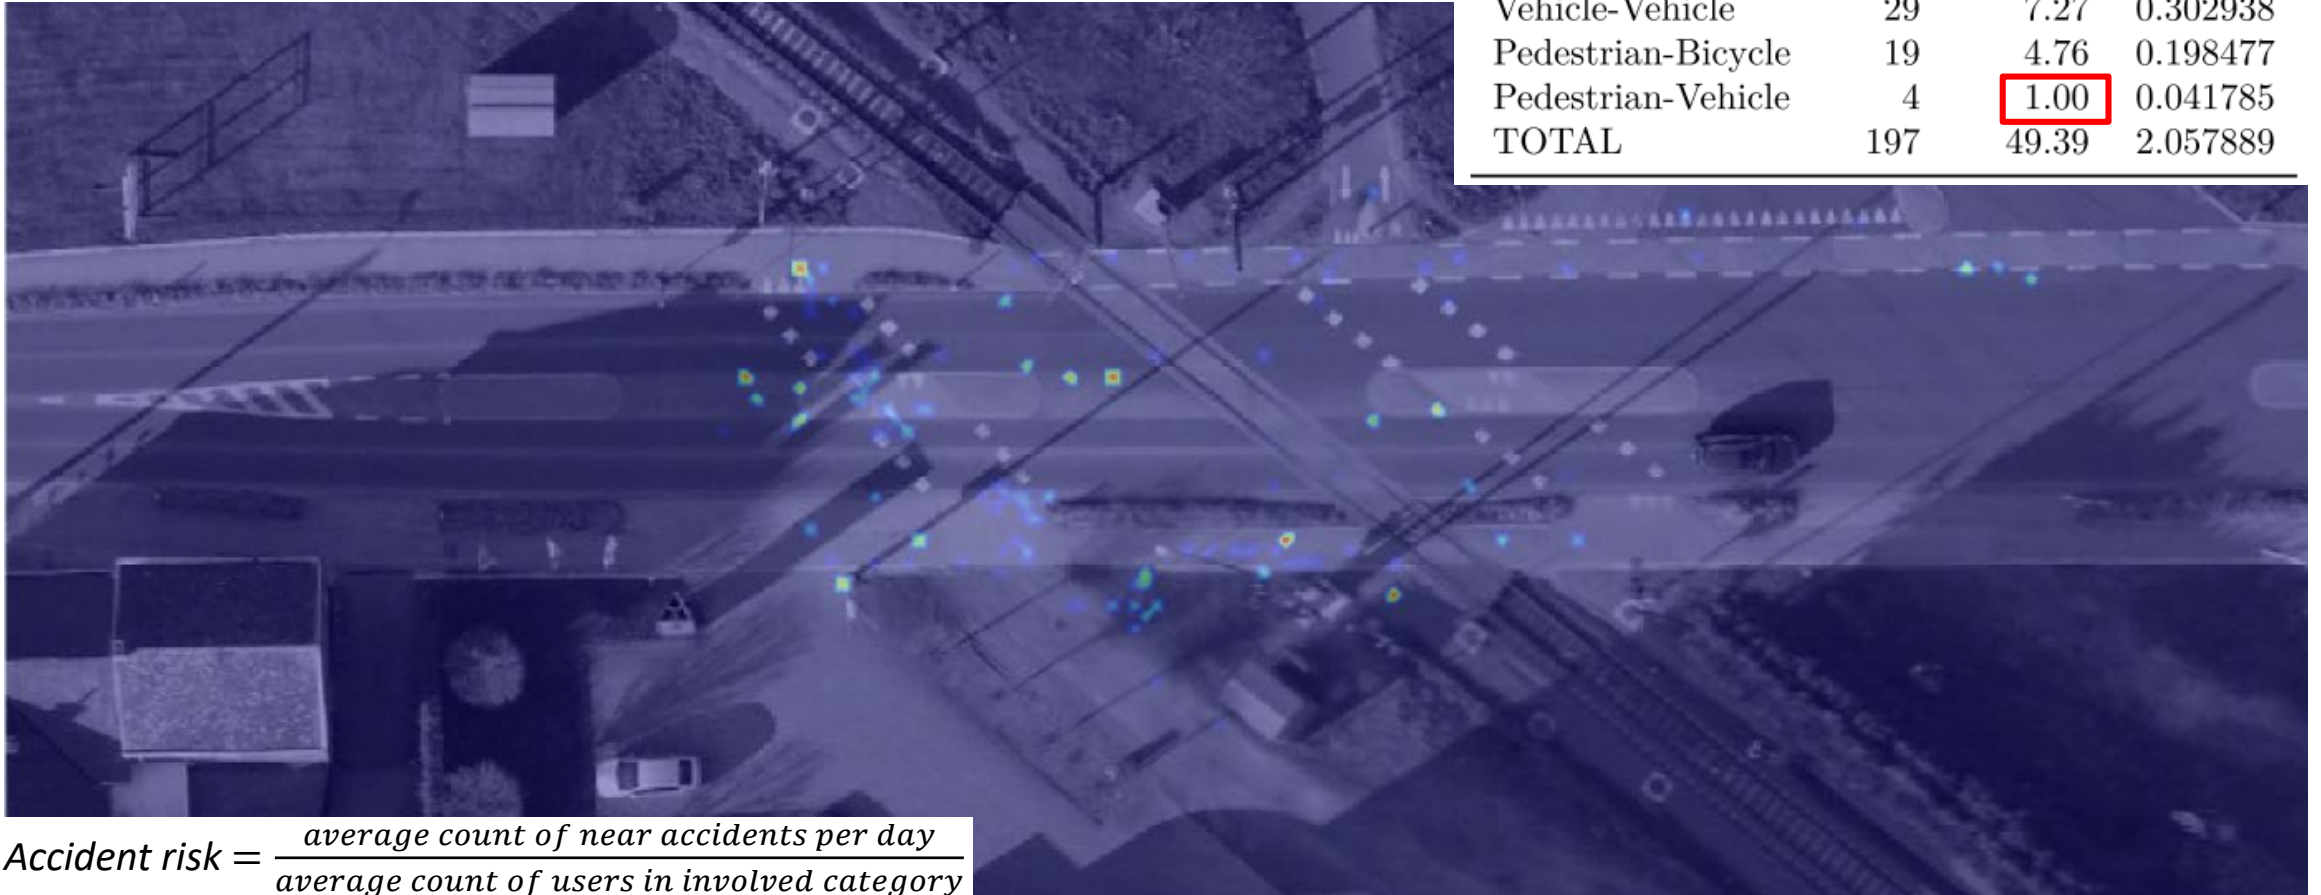 Vehicle-Vehicle 29 7.27 0.302938
Pedestrian-Bicycle 19 4.76 0.198477
Pedestrian-Vehicle 4 1.00 0.041785
TOTAL 197 49.39 2.057889
Accident risk = average count of near accidents per day
average count of users in involved category